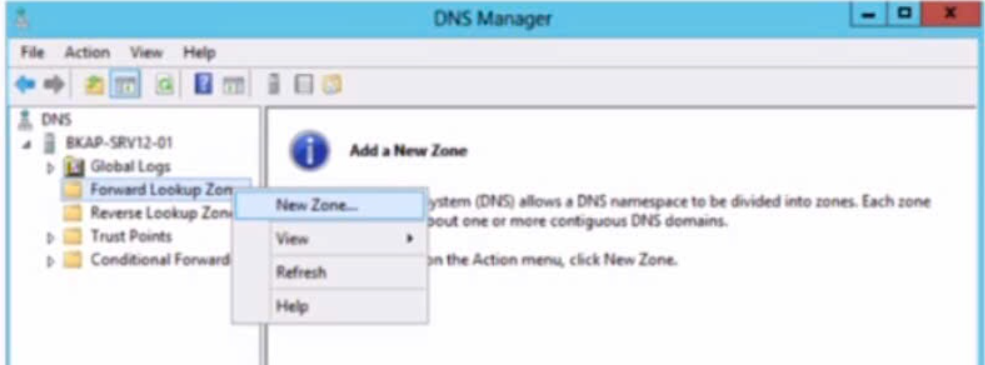 DNS Manager
File Action View Help
DNS
BKAP-SRV12-01
Global Logs
Forward Lookup Zon
Reverse Lookup Zon
Trust Points
Conditional Forward
New Zone...
View
Refresh
Help
Add a New Zone
ystem (DNS) allows a DNS namespace to be divided into zones. Each zone
bout one or more contiguous DNS domains.
on the Action menu, click New Zone.